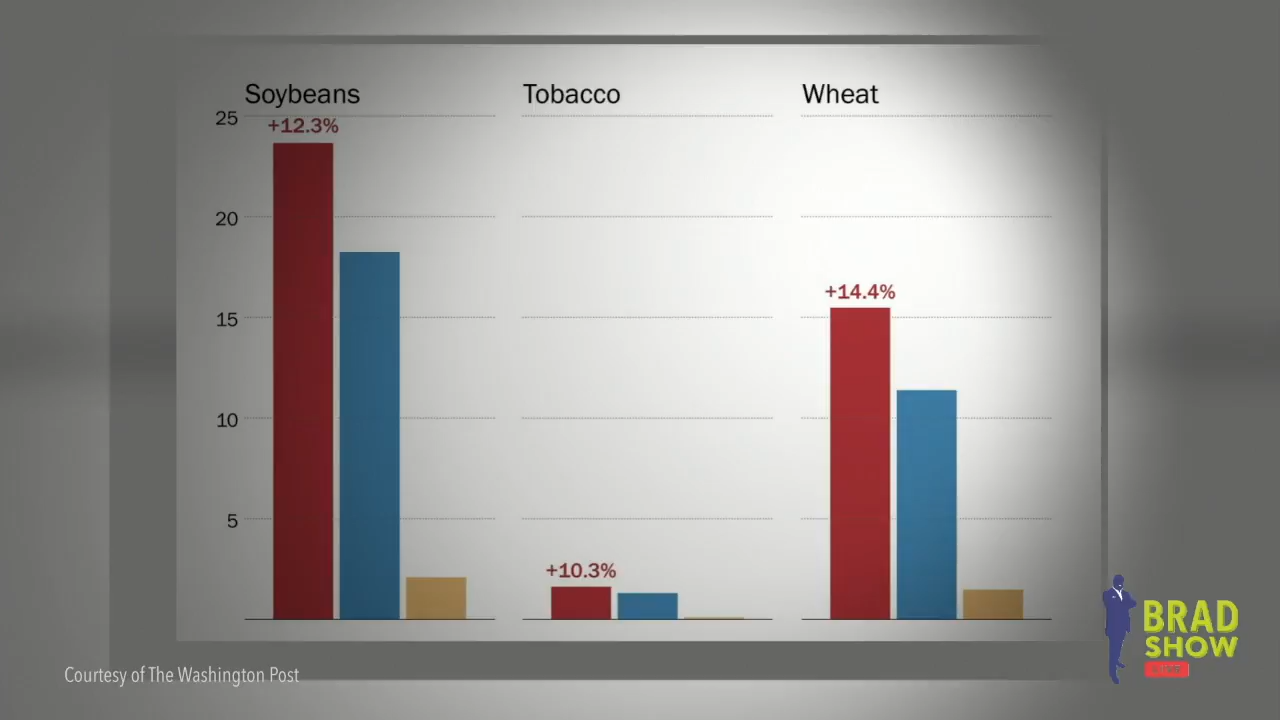 Soybeans
Tobacco
Wheat
25
20
15
10
5
+12.3%
+10.3%
+14.4%
Courtesy of The Washington Post
BRAD
SHOW